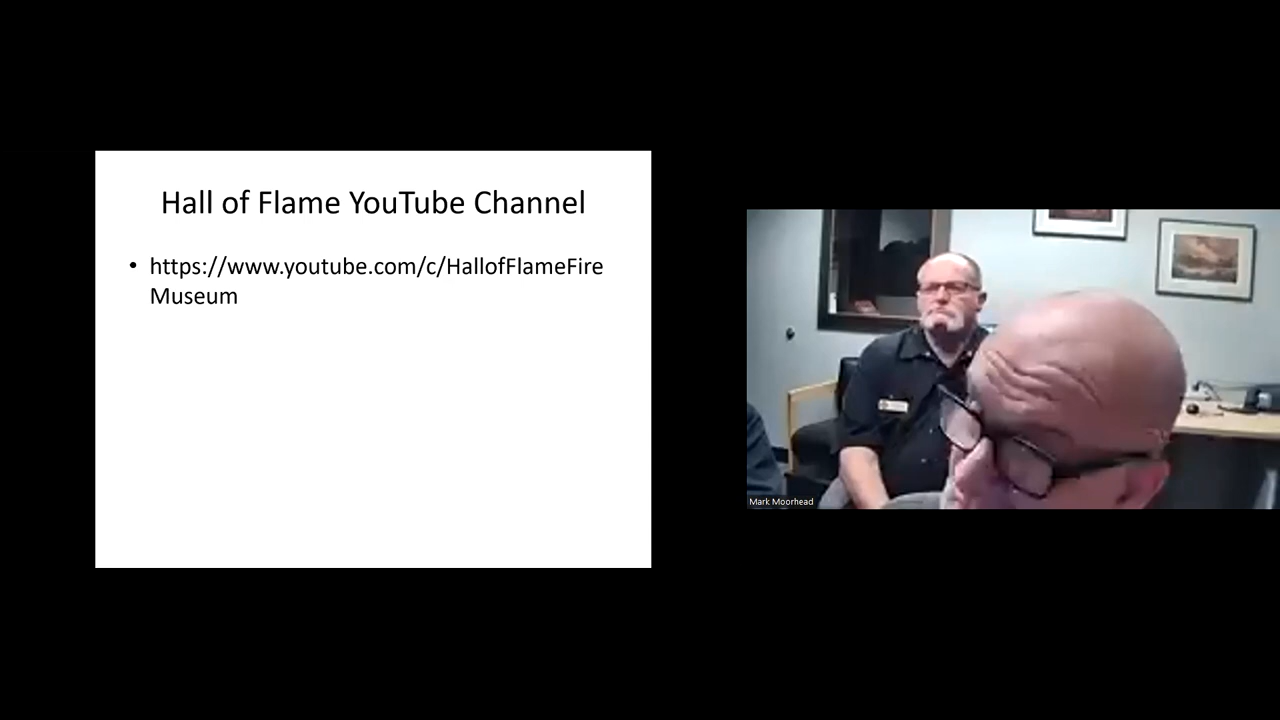 Hall of Flame YouTube Channel
• https://www.youtube.com/c/HallofFlameFire
Museum
Mark Moorhead